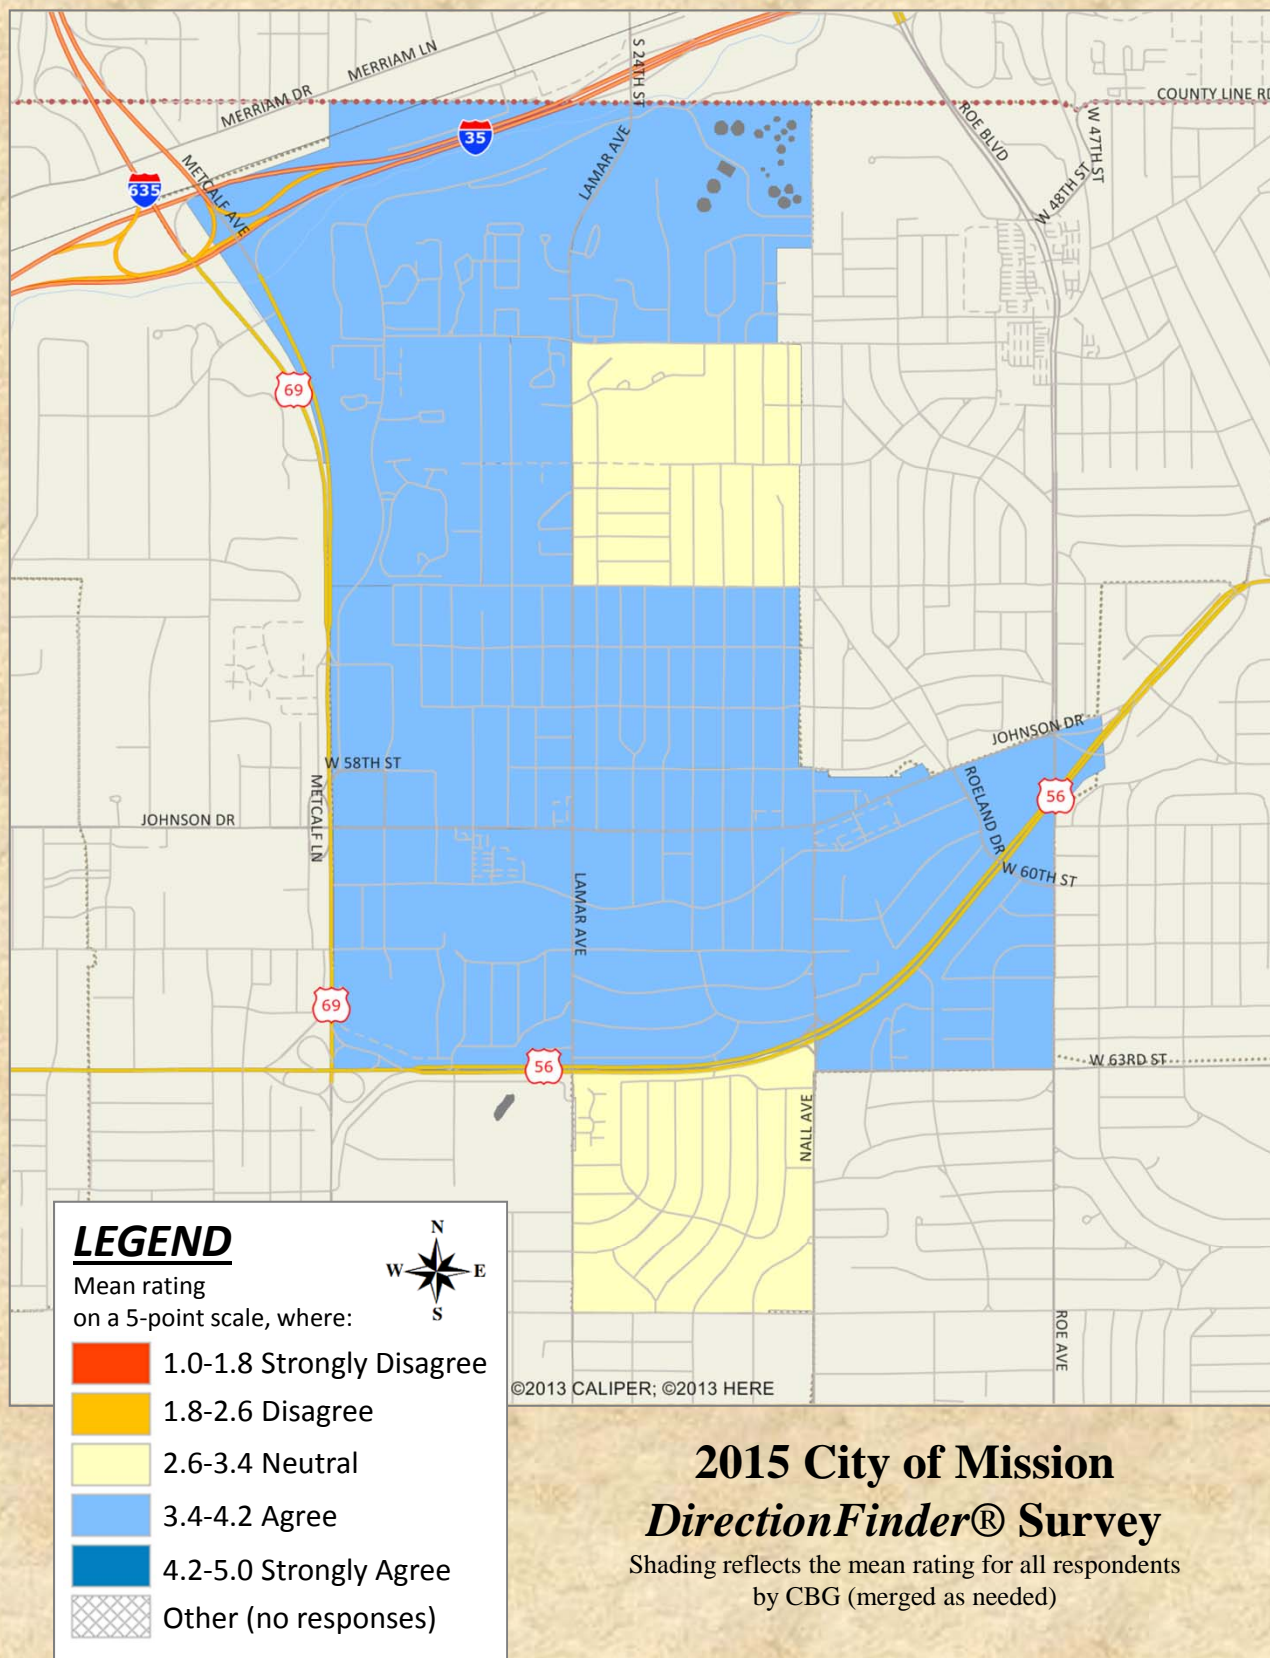 MERRIAM LN
MERRIAM DR
S 24TH ST
COUNTY LINE RD
ROE BLVD
W 47TH ST
W 48TH ST
35
LAMAR AVE
635
METCALF AVE
69
JOHNSON DR
W 58TH ST
METCALF LN
ROELAND DR
56
JOHNSON DR
W 60TH ST
LAMAR AVE
69
56
W 63RD ST
NALL AVE
ROE AVE
©2013 CALIPER; ©2013 HERE
LEGEND
N
W E
S
Mean rating
on a 5-point scale, where:
1.0-1.8 Strongly Disagree
1.8-2.6 Disagree
2.6-3.4 Neutral
3.4-4.2 Agree
4.2-5.0 Strongly Agree
Other (no responses)
2015 City of Mission
DirectionFinder® Survey
Shading reflects the mean rating for all respondents
by CBG (merged as needed)